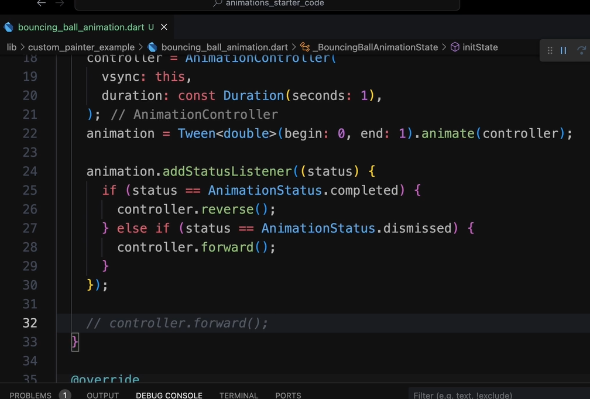 animations_starter_code
bouncing_ball_animation.dart U
lib > custom_painter_example > bouncing_ball_animation.dart > _BouncingBallAnimationState > initState
18 controller = AnimationController(
19 vsync: this,
20 duration: const Duration(seconds: 1),
21 ); // AnimationController
22 animation = Tween<double>(begin: 0, end: 1).animate(controller);
23
24 animation.addStatusListener((status) {
25 if (status == AnimationStatus.completed) {
26 controller.reverse();
27 } else if (status == AnimationStatus.dismissed) {
28 controller.forward();
29 }
30 });
31
32 // controller.forward();
33 }
34
35 @override
PROBLEMS 1 OUTPUT DEBUG CONSOLE TERMINAL PORTS Filter (e.g. text, !exclude)